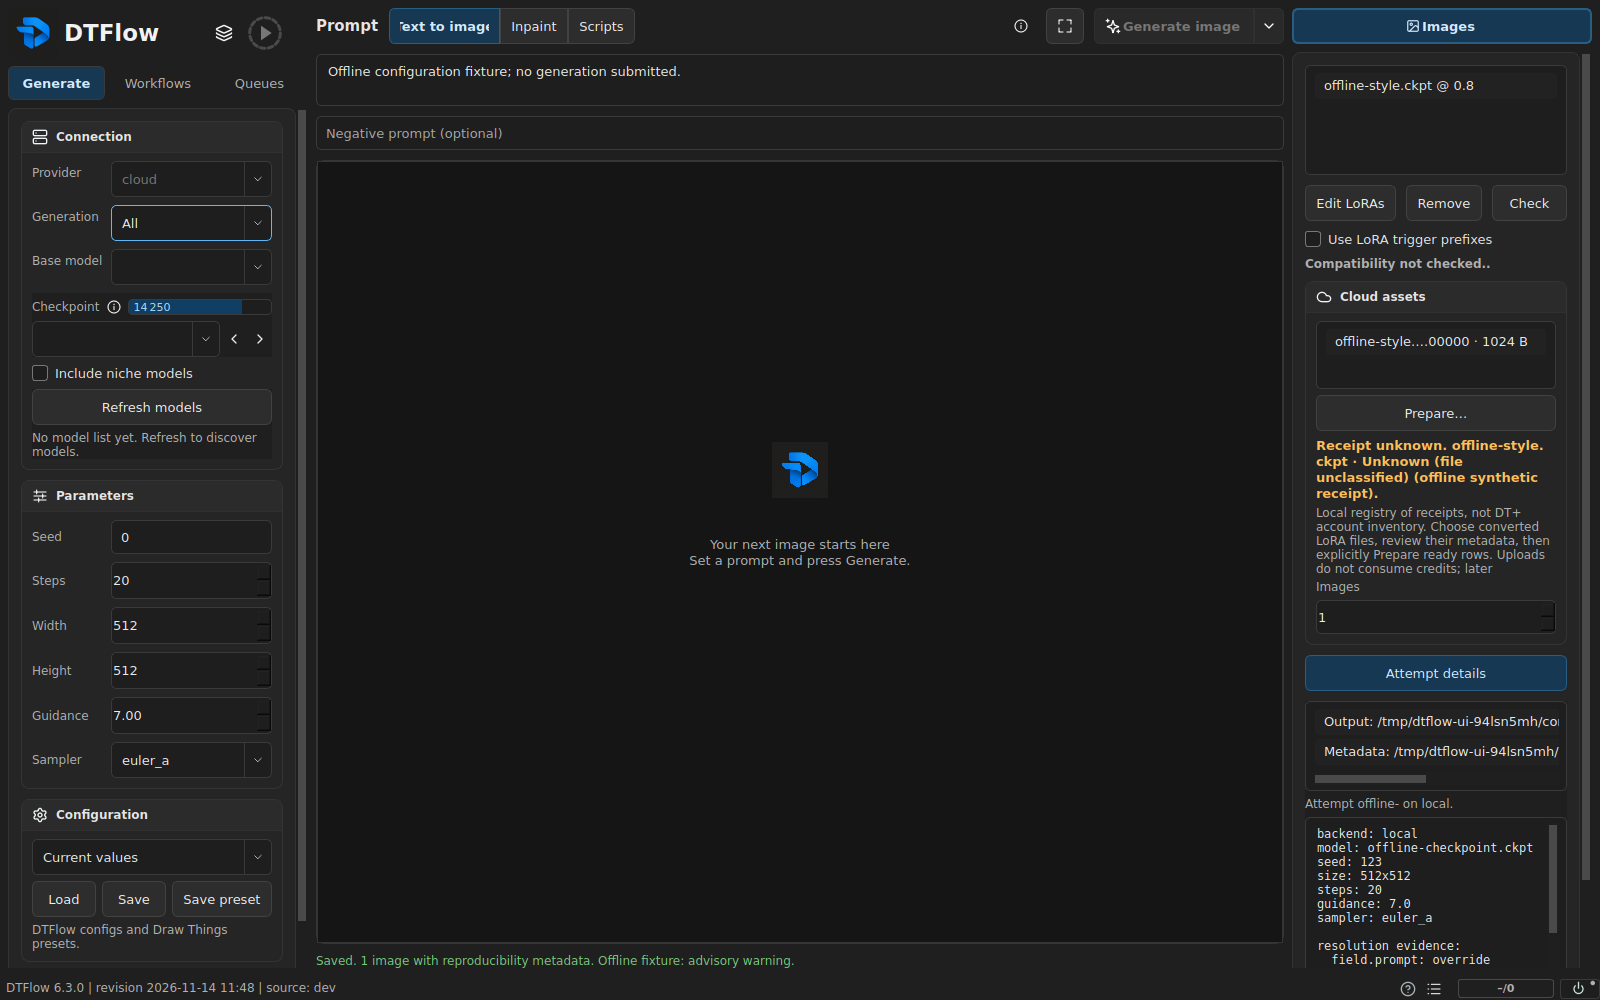 DTFlow
Generate
Workflows
Queues
Connection
Provider
cloud
Generation
All
Base model
Checkpoint
14 250
Include niche models
Refresh models
No model list yet. Refresh to discover
models.
Parameters
Seed
0
Steps
20
Width
512
Height
512
Guidance
7.00
Sampler
euler_a
Configuration
Current values
Load
Save
Save preset
DTFlow configs and Draw Things
presets.
Prompt
Text to image
Inpaint
Scripts
Generate image
Offline configuration fixture; no generation submitted.
Negative prompt (optional)
Your next image starts here
Set a prompt and press Generate.
Saved. 1 image with reproducibility metadata. Offline fixture: advisory warning.
Images
offline-style.ckpt @ 0.8
Edit LoRAs
Remove
Check
Use LoRA trigger prefixes
Compatibility not checked..
Cloud assets
offline-style....00000 · 1024 B
Prepare...
Receipt unknown. offline-style.
ckpt · Unknown (file
unclassified) (offline synthetic
receipt).
Local registry of receipts, not DT+
account inventory. Choose converted
LoRA files, review their metadata, then
explicitly Prepare ready rows. Uploads
do not consume credits; later
Images
1
Attempt details
Output: /tmp/dtflow-ui-94lsn5mh/co
Metadata: /tmp/dtflow-ui-94lsn5mh/
Attempt offline- on local.
backend: local
model: offline-checkpoint.ckpt
seed: 123
size: 512x512
steps: 20
guidance: 7.0
sampler: euler_a
resolution evidence:
field.prompt: override
DTFlow 6.3.0 | revision 2026-11-14 11:48 | source: dev
-/0